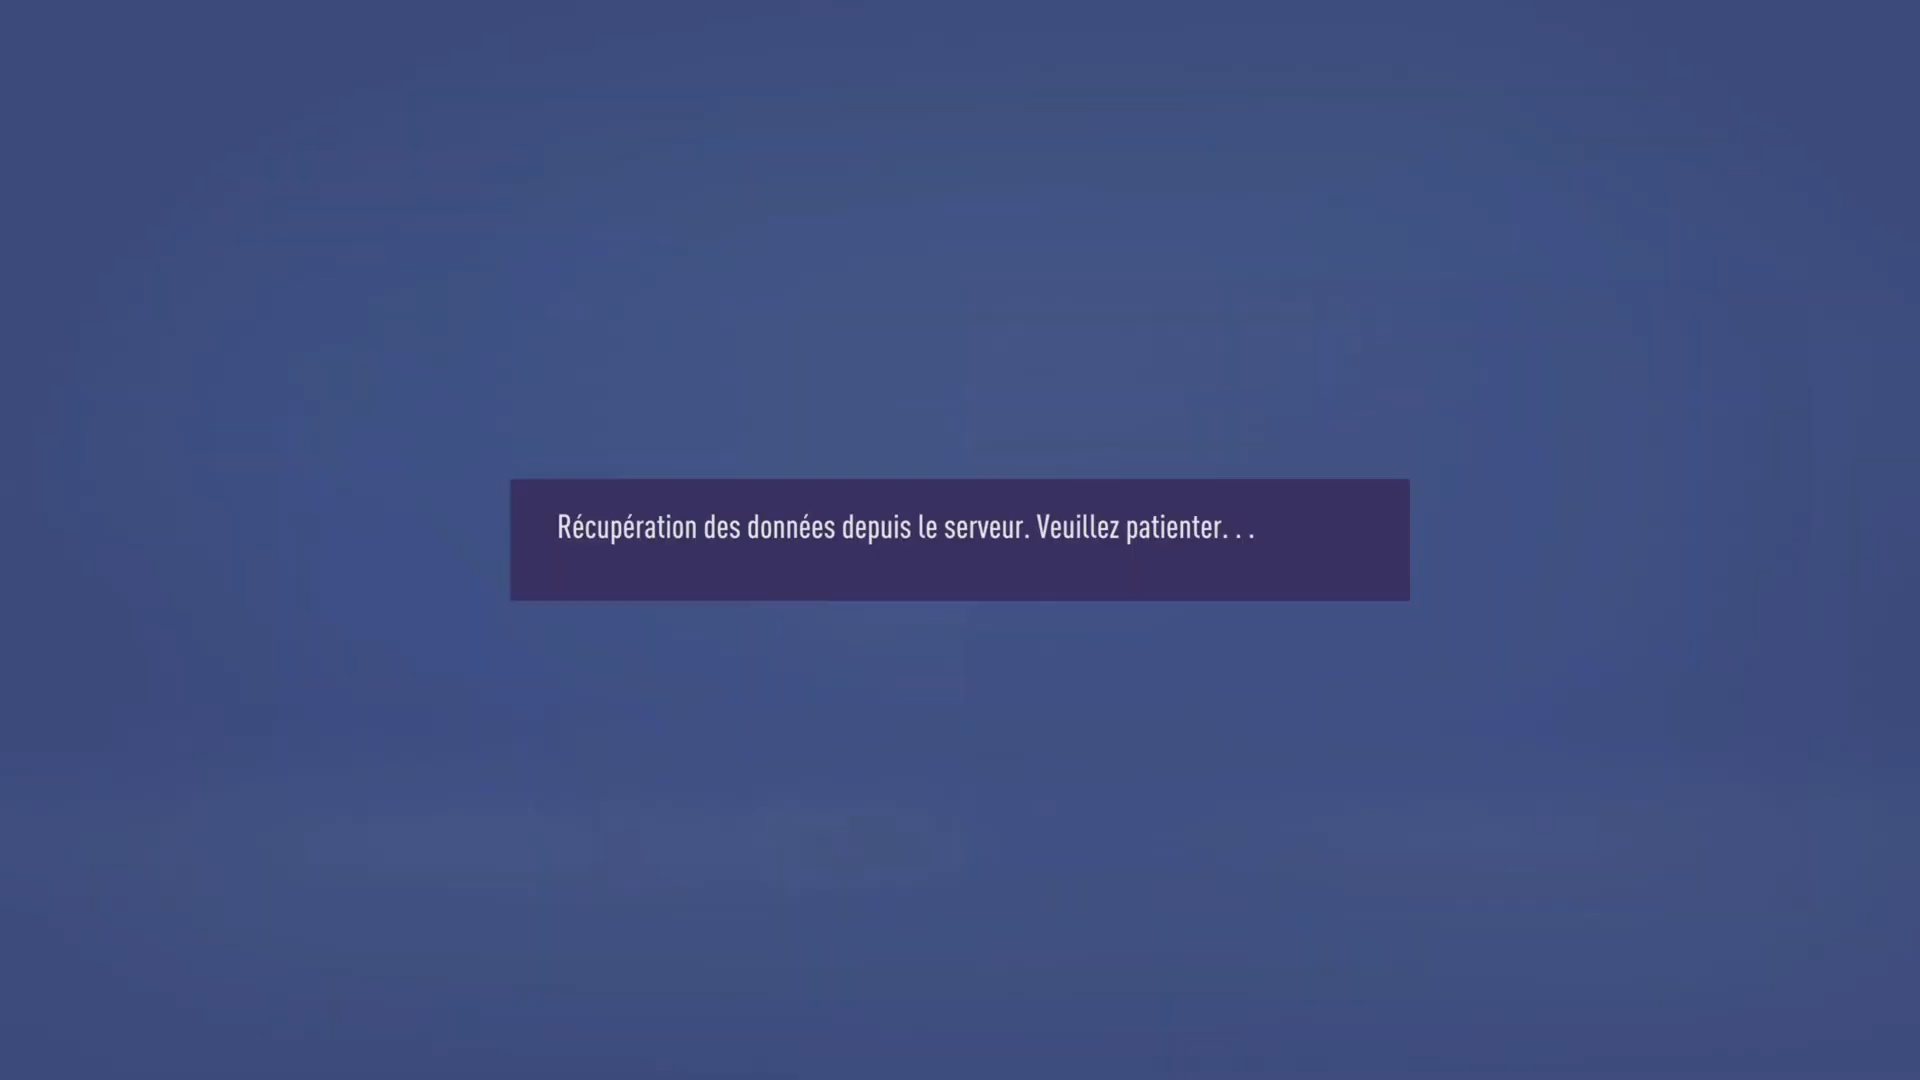 Récupération des données depuis le serveur. Veuillez patienter. . .